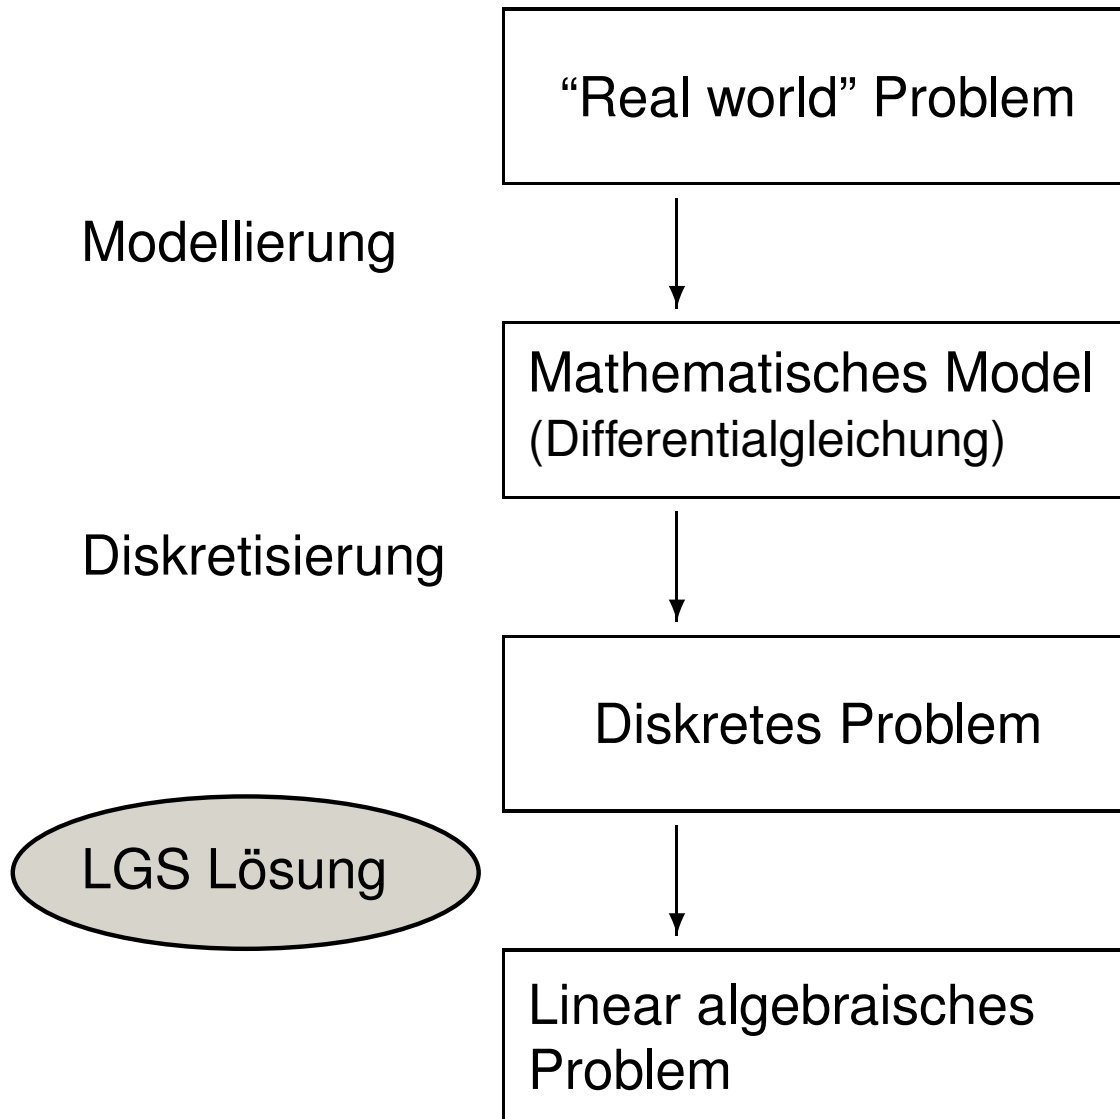 “Real world” Problem
Modellierung
Mathematisches Model
(Differentialgleichung)
Diskretisierung
Diskretes Problem
LGS Lösung
Linear algebraisches
Problem